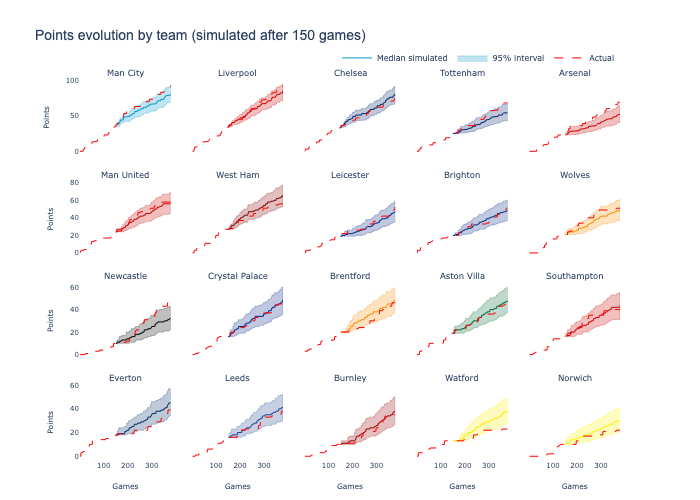 Points evolution by team (simulated after 150 games)
Median simulated 95% interval Actual
Man City Liverpool Chelsea Tottenham Arsenal
100
50
0
Points
Man United West Ham Leicester Brighton Wolves
80
60
40
20
0
Points
Newcastle Crystal Palace Brentford Aston Villa Southampton
60
40
20
0
Points
Everton Leeds Burnley Watford Norwich
60
40
20
0
Points
100 200 300 100 200 300 100 200 300 100 200 300 100 200 300
Games Games Games Games Games